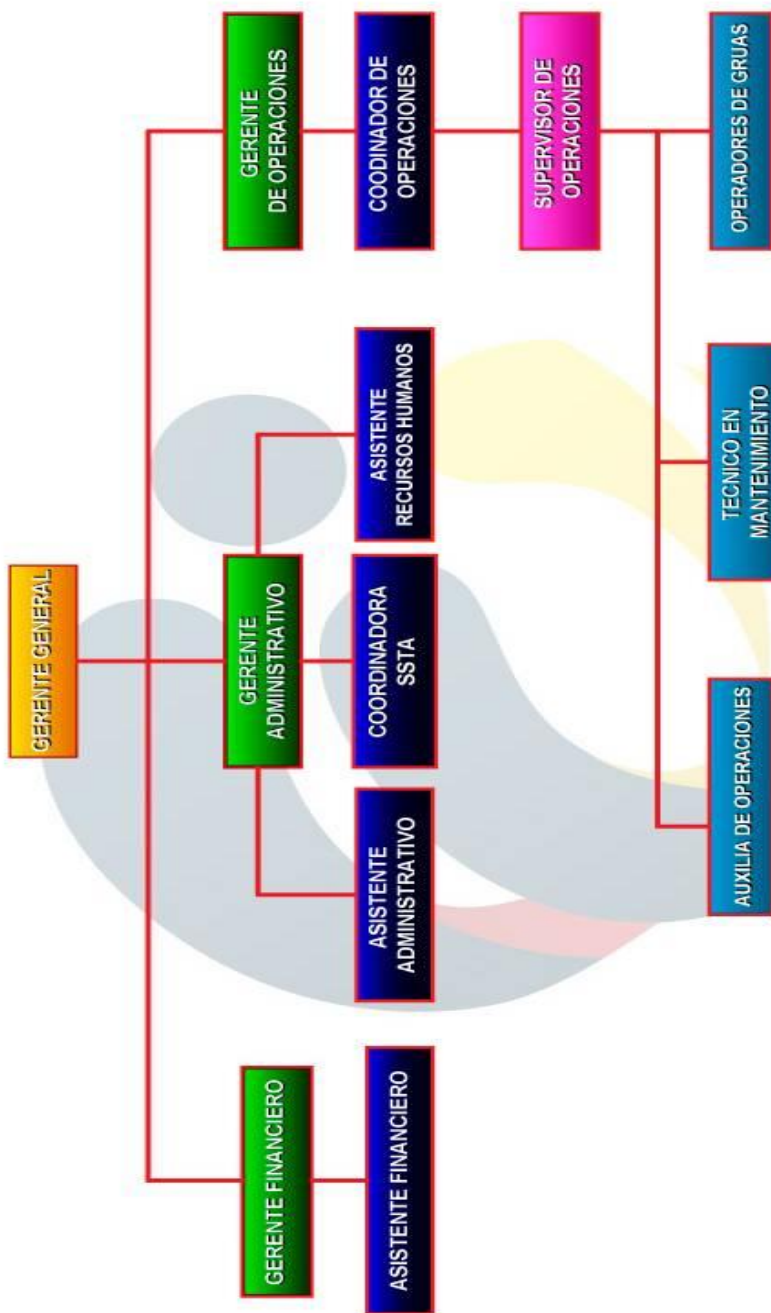 GERENTE GENERAL
GERENTE FINANCIERO
GERENTE
ADMINISTRATIVO
GERENTE
DE OPERACIONES
ASISTENTE FINANCIERO
ASISTENTE
ADMINISTRATIVO
COORDINADORA
SSTA
ASISTENTE
RECURSOS HUMANOS
COODINADOR DE
OPERACIONES
SUPERVISOR DE
OPERACIONES
AUXILIA DE OPERACIONES
TECNICO EN
MANTENIMIENTO
OPERADORES DE GRUAS